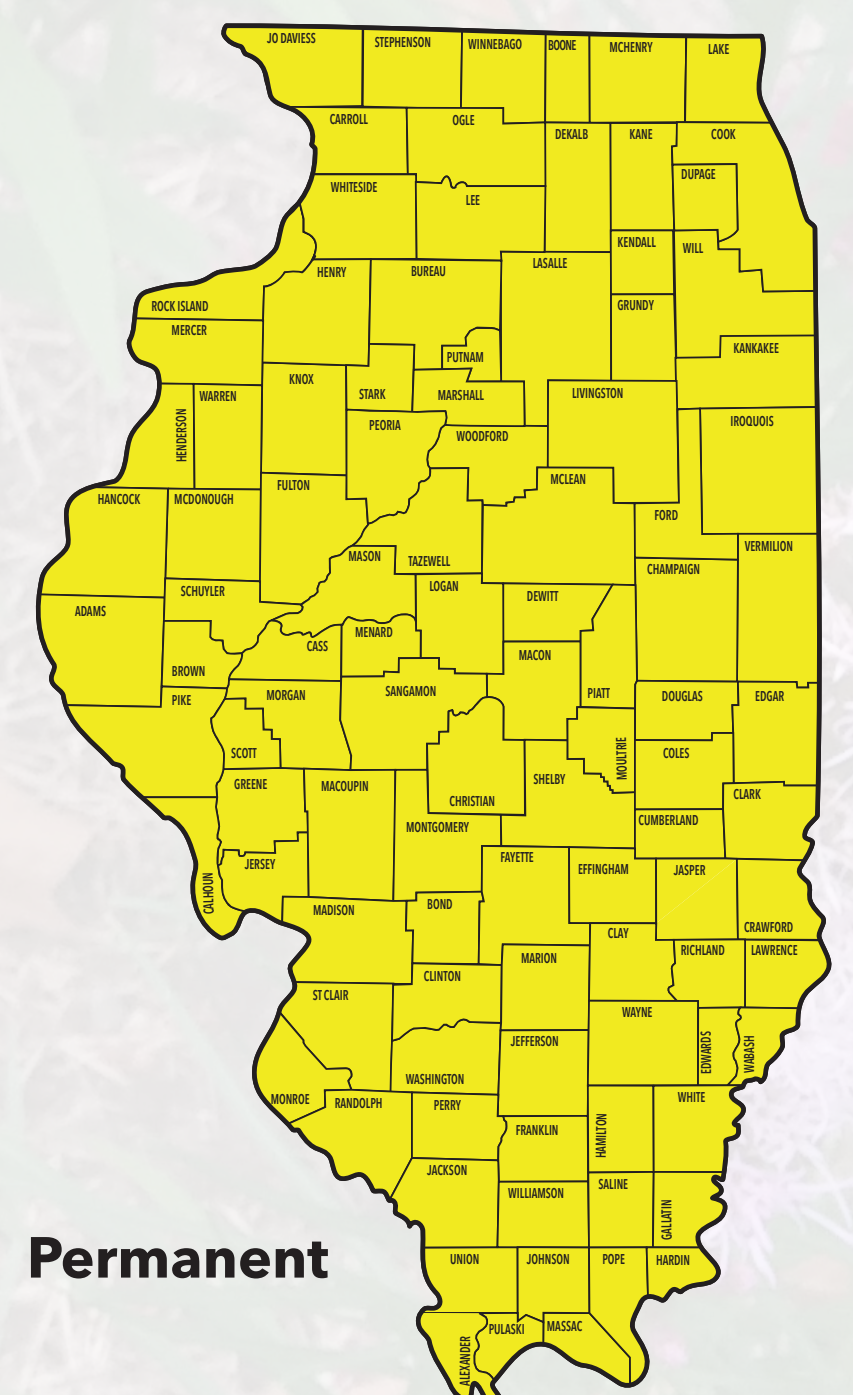 JO DAVIESS
STEPHENSON
WINNEBAGO
BOONE
MCHENRY
LAKE
CARROLL
OGLE
DEKALB
KANE
COOK
DUPAGE
WHITESIDE
LEE
KENDALL
WILL
LASALLE
HENRY
BUREAU
ROCK ISLAND
GRUNDY
MERCER
KANKAKEE
PUTNAM
KNOX
STARK
MARSHALL
LIVINGSTON
WARREN
HENDERSON
PEORIA
WOODFORD
IROQUOIS
HANCOCK
MCDONOUGH
FULTON
MCLEAN
FORD
VERMILION
MASON
TAZEWELL
CHAMPAIGN
LOGAN
SCHUYLER
DEWITT
ADAMS
MENARD
CASS
MACON
BROWN
PIKE
MORGAN
SANGAMON
PIATT
DOUGLAS
EDGAR
SCOTT
MOULTRIE
COLES
GREENE
MACOUPIN
SHELBY
CHRISTIAN
CLARK
MONTGOMERY
CUMBERLAND
JERSEY
FAYETTE
EFFINGHAM
JASPER
CALHOUN
MADISON
BOND
CLAY
CRAWFORD
RICHLAND
LAWRENCE
MARION
CLINTON
ST CLAIR
WAYNE
JEFFERSON
EDWARDS
WABASH
WASHINGTON
MONROE
RANDOLPH
PERRY
WHITE
FRANKLIN
HAMILTON
JACKSON
WILLIAMSON
SALINE
GALLATIN
Permanent
UNION
JOHNSON
POPE
HARDIN
PULASKI
MASSAC
ALEXANDER